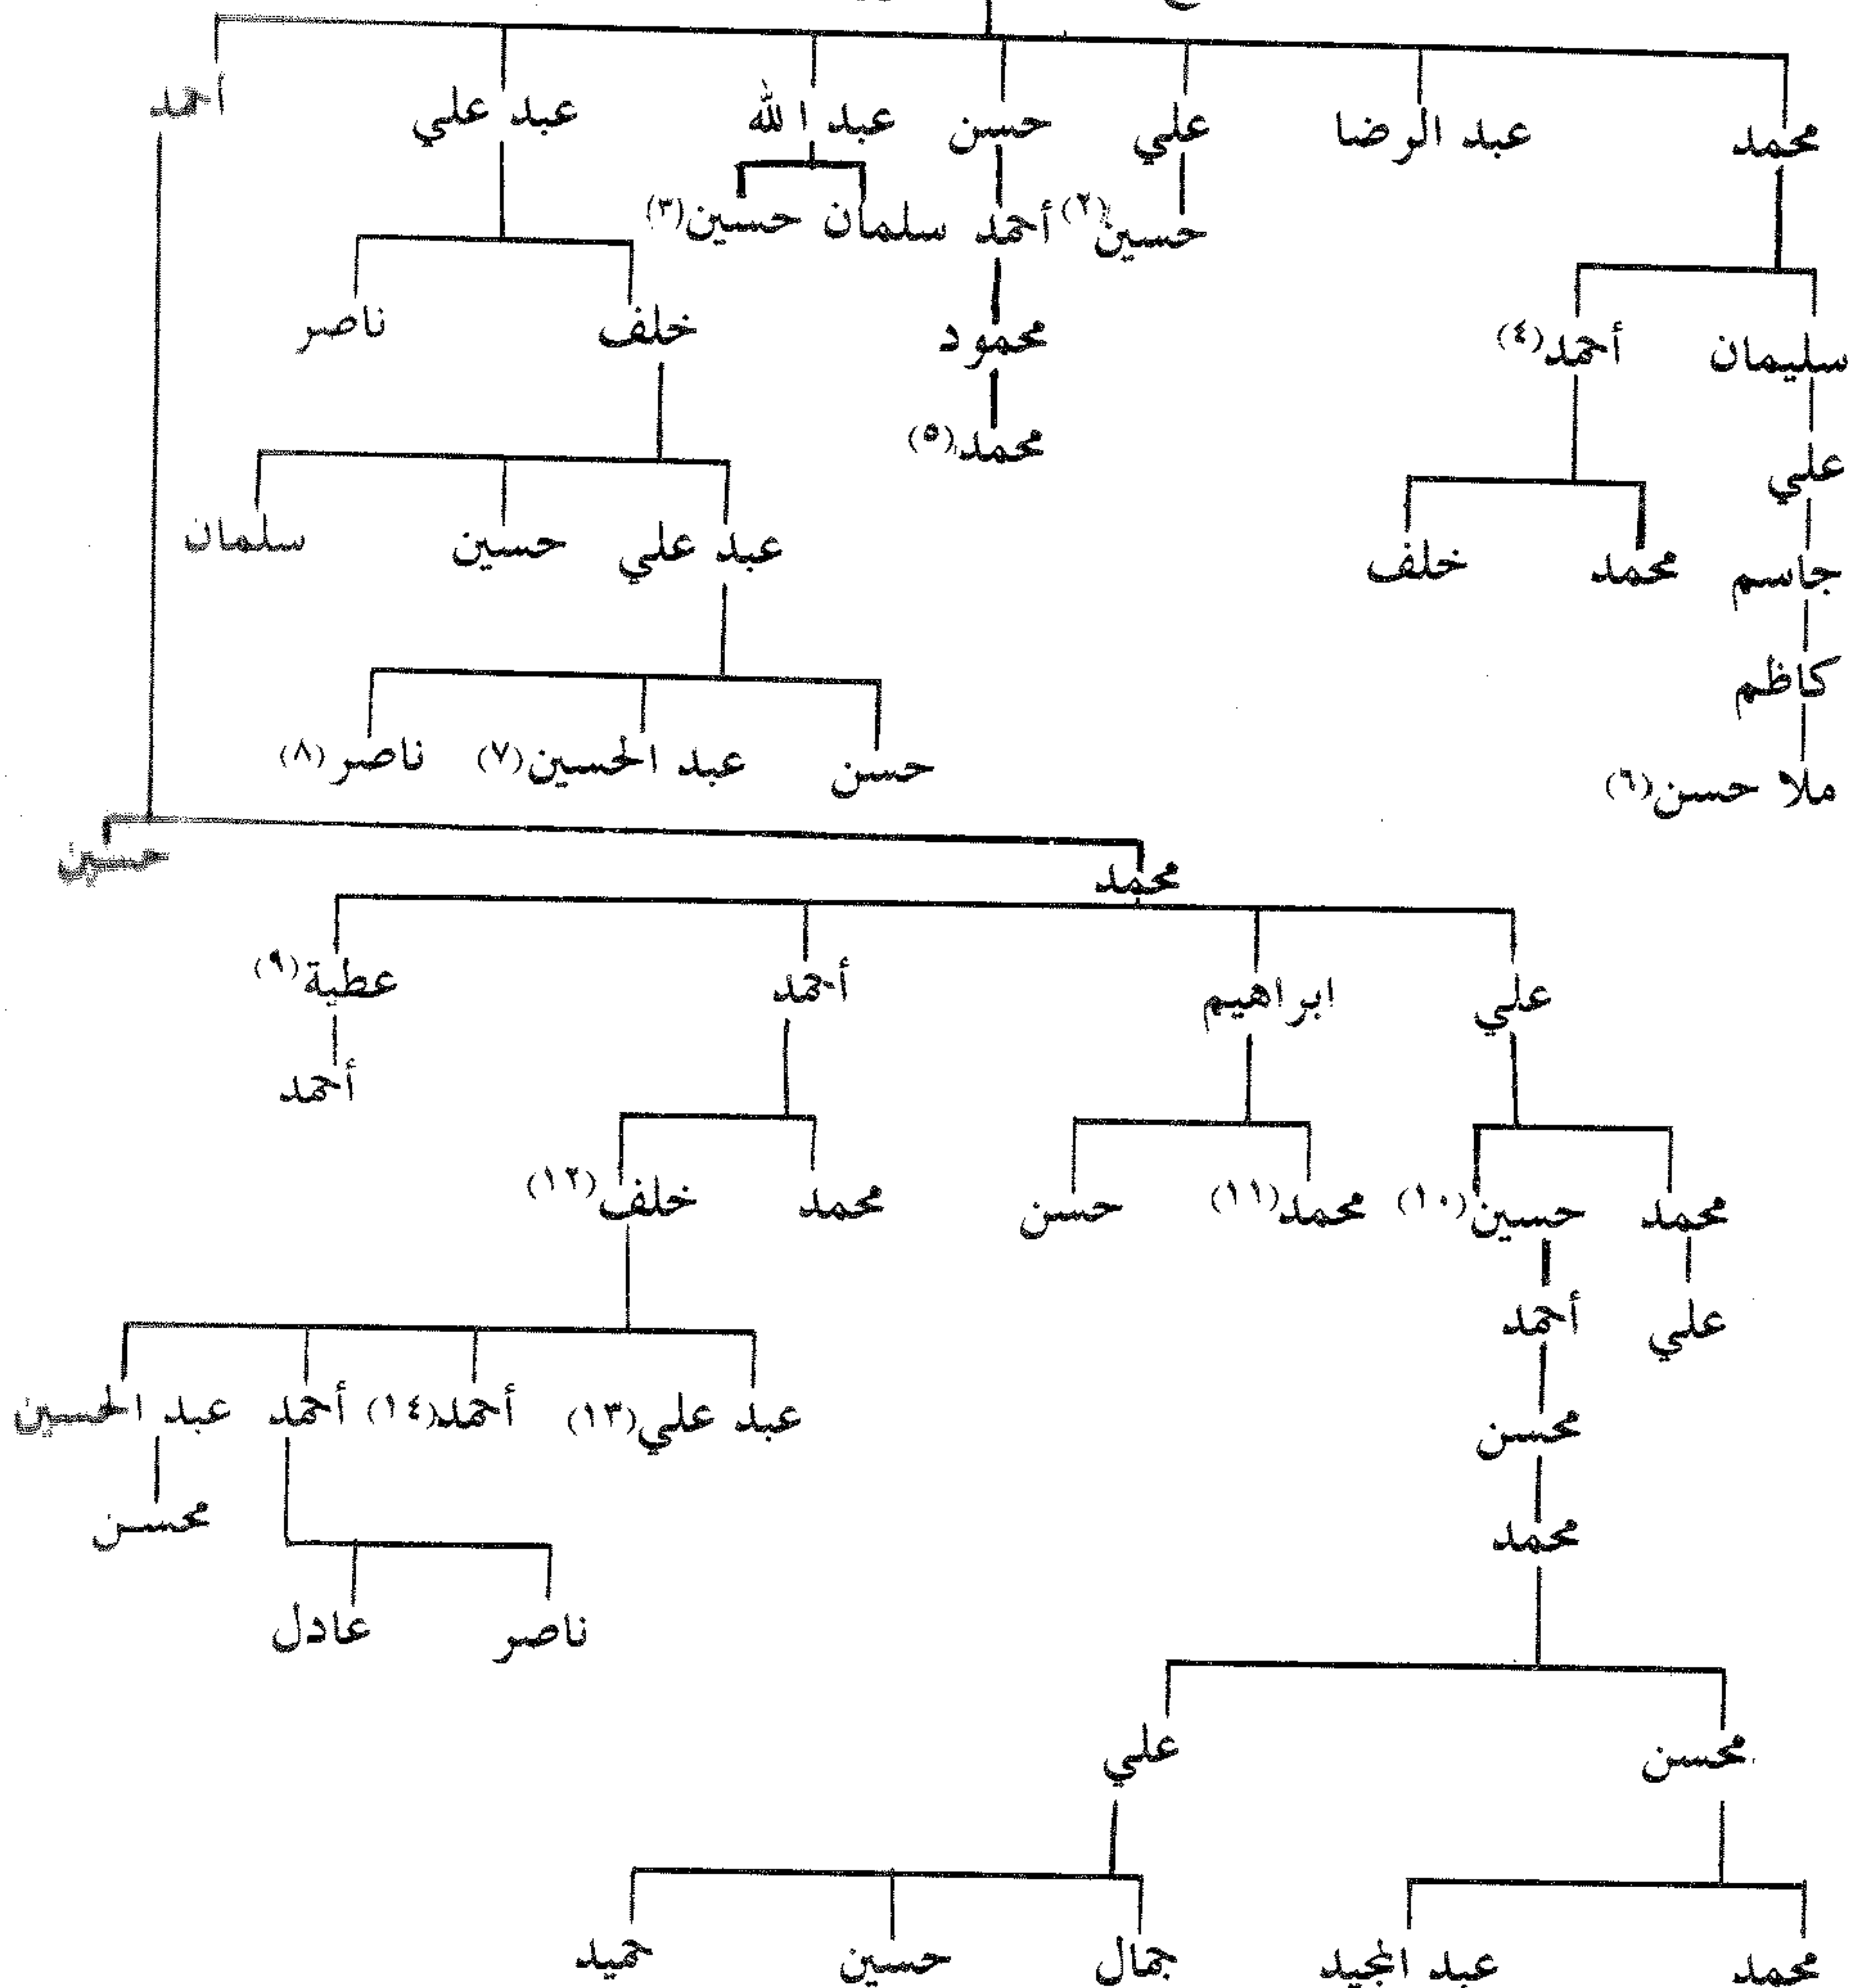 محمد عبد الرضا علي حسن عبد الله عبد علي أحمد
حسين(٢) أحمد سلمان حسين(٣)
سليمان أحمد(٤) محمود خلف ناصر
علي محمد(٥)
جاسم محمد خلف عبد علي حسين سلمان
كاظم
ملا حسن(٦) حسن عبد الحسين(٧) ناصر(٨)
محمد حسين
علي ابراهيم أحمد عطية(٩)
أحمد
محمد حسين(١٠) محمد(١١) حسن محمد خلف(١٢)
علي أحمد
محسن عبد علي(١٣) أحمد(١٤) أحمد عبد الحسين
محمد محسن
ناصر عادل
محسن علي
محمد عبد المجيد جمال حسين حميد